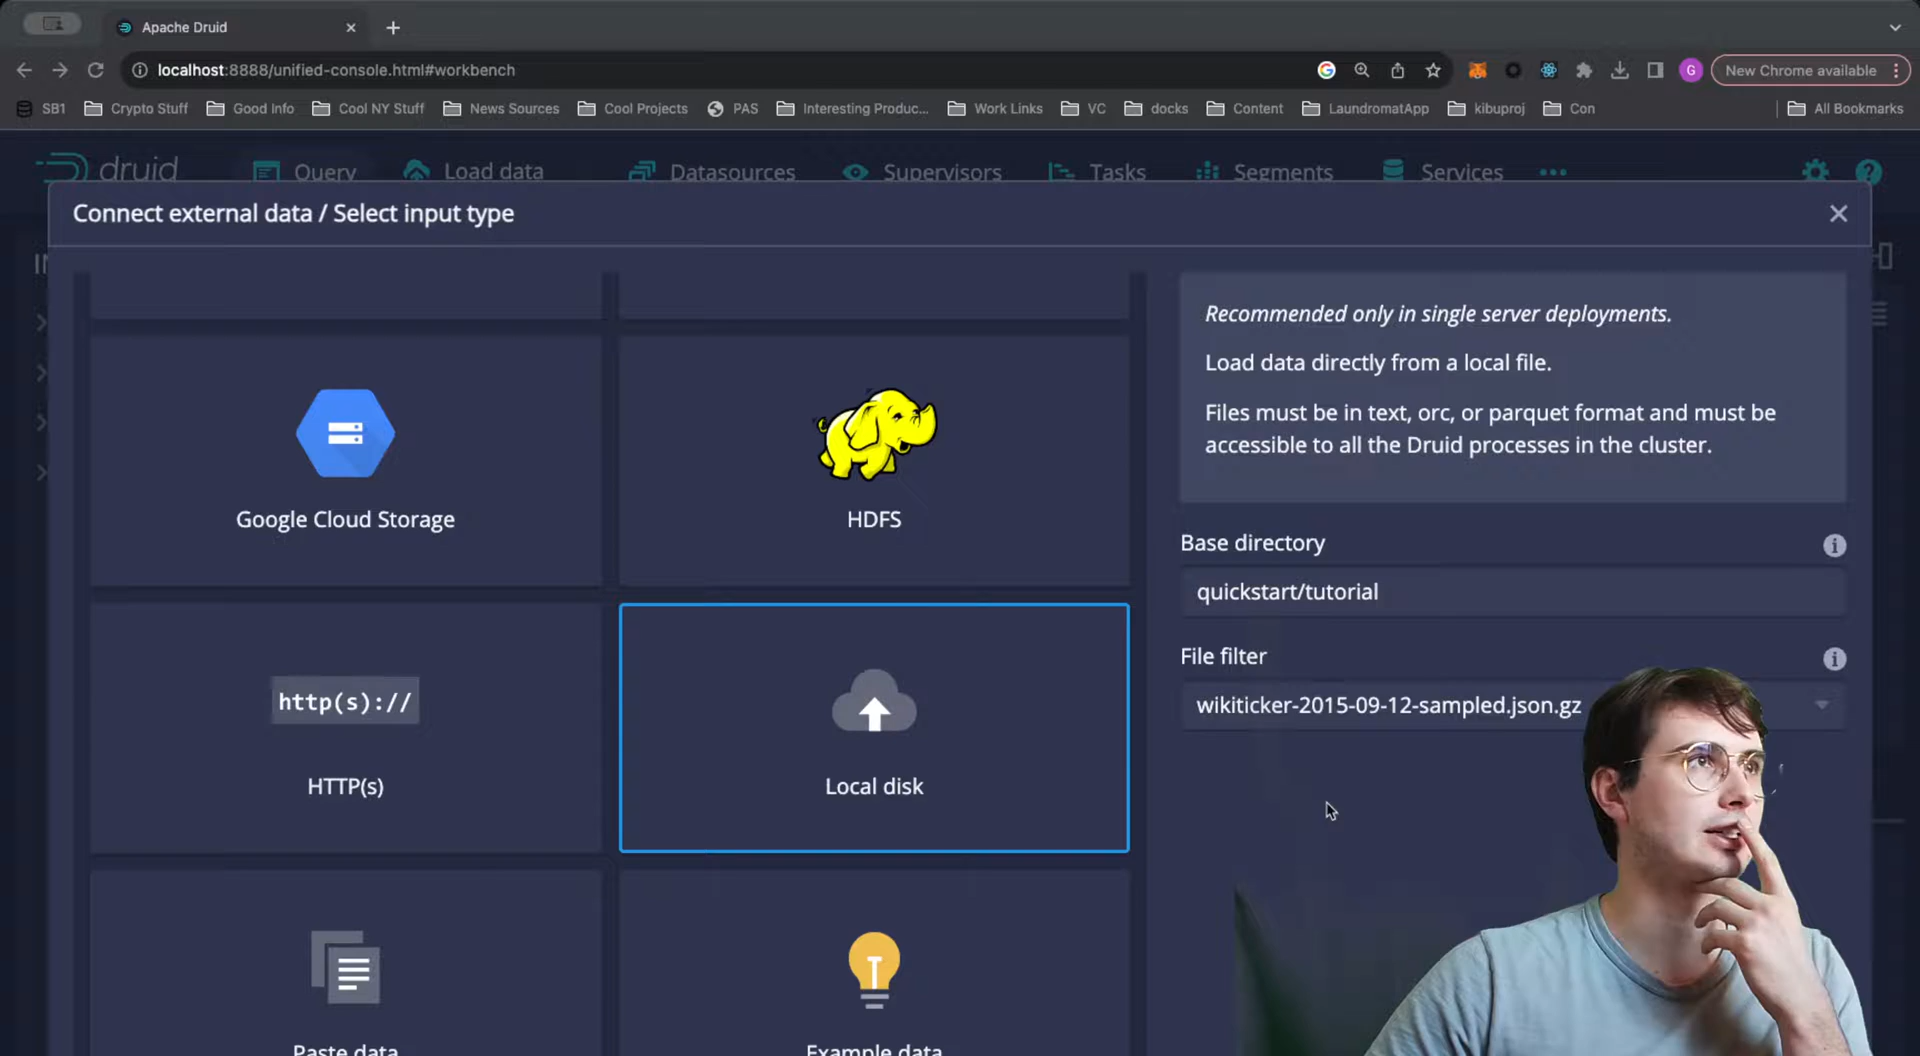 Apache Druid
localhost:8888/unified-console.html#workbench
G
New Chrome available
SB1
Crypto Stuff
Good Info
Cool NY Stuff
News Sources
Cool Projects
PAS
Interesting Produc...
Work Links
VC
docks
Content
LaundromatApp
kibuproj
Con
All Bookmarks
druid
Query
Load data
Datasources
Supervisors
Tasks
Segments
Services
Connect external data / Select input type
Recommended only in single server deployments.
Load data directly from a local file.
Files must be in text, orc, or parquet format and must be
accessible to all the Druid processes in the cluster.
Google Cloud Storage
HDFS
Base directory
quickstart/tutorial
File filter
wikiticker-2015-09-12-sampled.json.gz
http(s)://
HTTP(s)
Local disk
Paste data
Example data